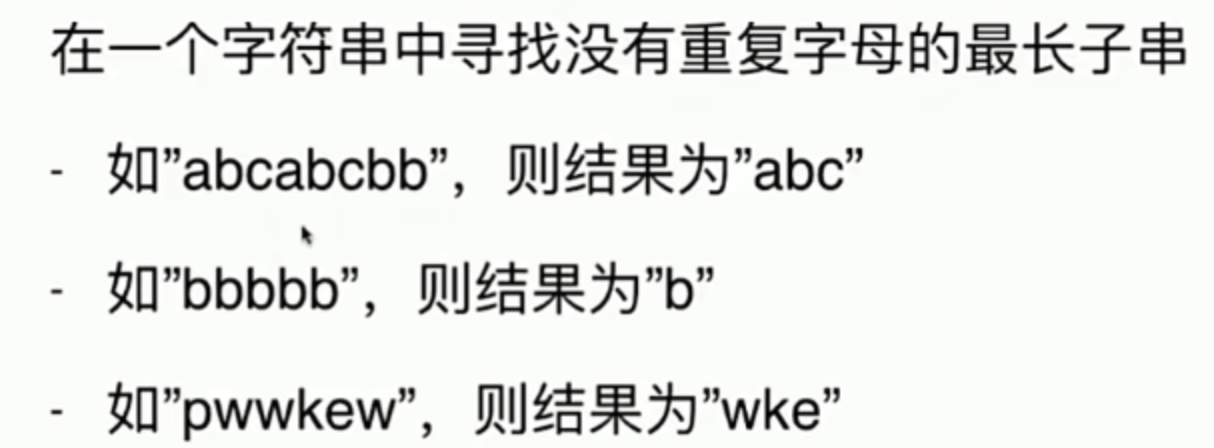 在一个字符串中寻找没有重复字母的最长子串
- 如”abcabcbb”，则结果为”abc”
- 如”bbbbb”，则结果为”b”
- 如”pwwkew”，则结果为”wke”